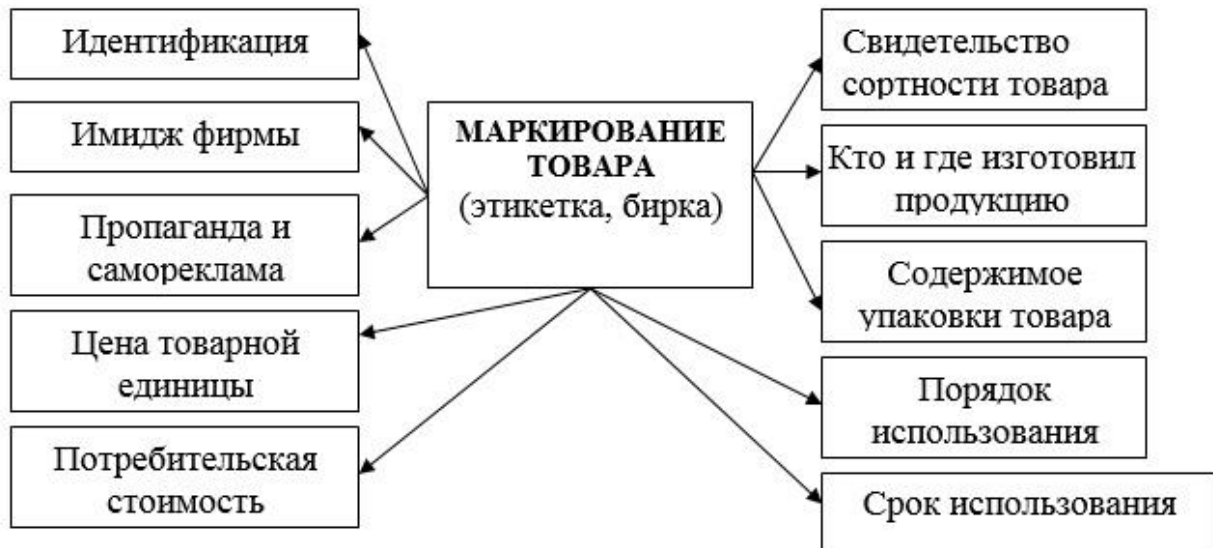 Идентификация
Имидж фирмы
Пропаганда и
самореклама
Цена товарной
единицы
Потребительская
стоимость
МАРКИРОВАНИЕ
ТОВАРА
(этикетка, бирка)
Свидетельство
сортности товара
Кто и где изготовил
продукцию
Содержимое
упаковки товара
Порядок
использования
Срок использования